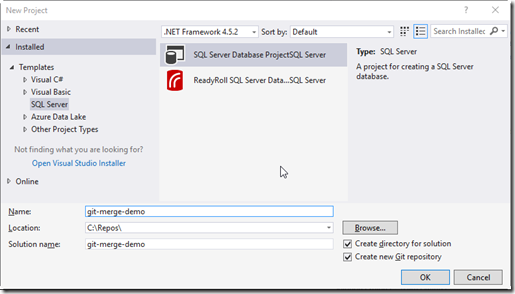 New Project
Recent
.NET Framework 4.5.2
Sort by: Default
Search Installed
Installed
Templates
Visual C#
Visual Basic
SQL Server
Azure Data Lake
Other Project Types
Not finding what you are looking for?
Open Visual Studio Installer
Online
SQL Server Database Project SQL Server
ReadyRoll SQL Server Data... SQL Server
Type: SQL Server
A project for creating a SQL Server
database.
Name: git-merge-demo
Location: C:\Repos\
Browse...
Solution name: git-merge-demo
Create directory for solution
Create new Git repository
OK
Cancel